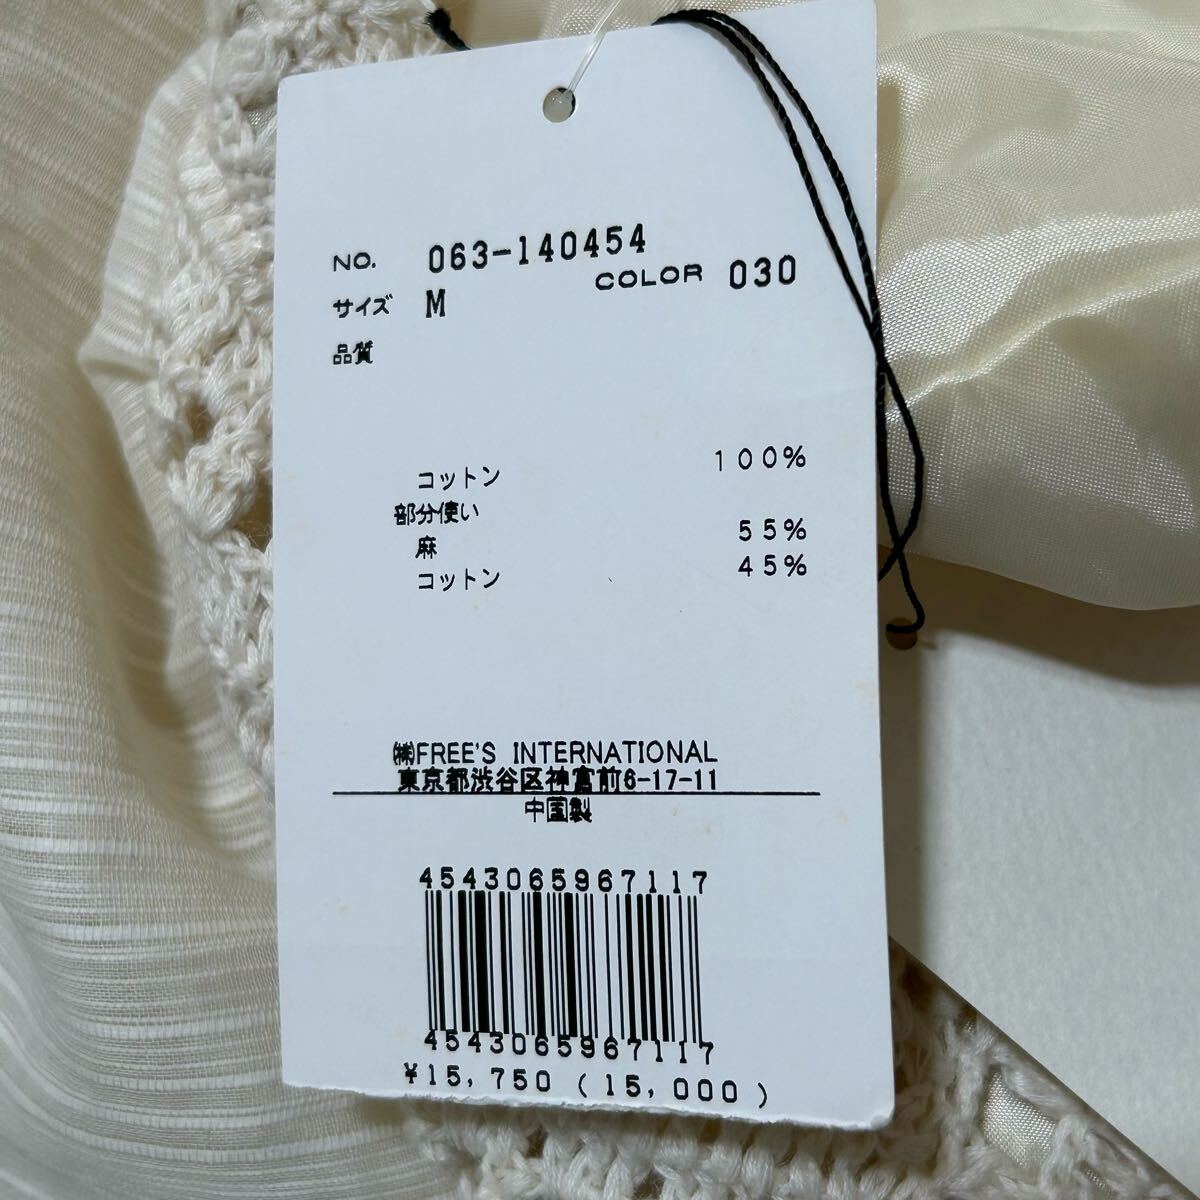 NO. 063-140454
COLOR 030
サイズ M
品質
コットン 100%
部分使い
麻 55%
コットン 45%
㈱FREE'S INTERNATIONAL
東京都渋谷区神宮前6-17-11
中国製
4543065967117
4543065967117
¥15,750 (15,000)